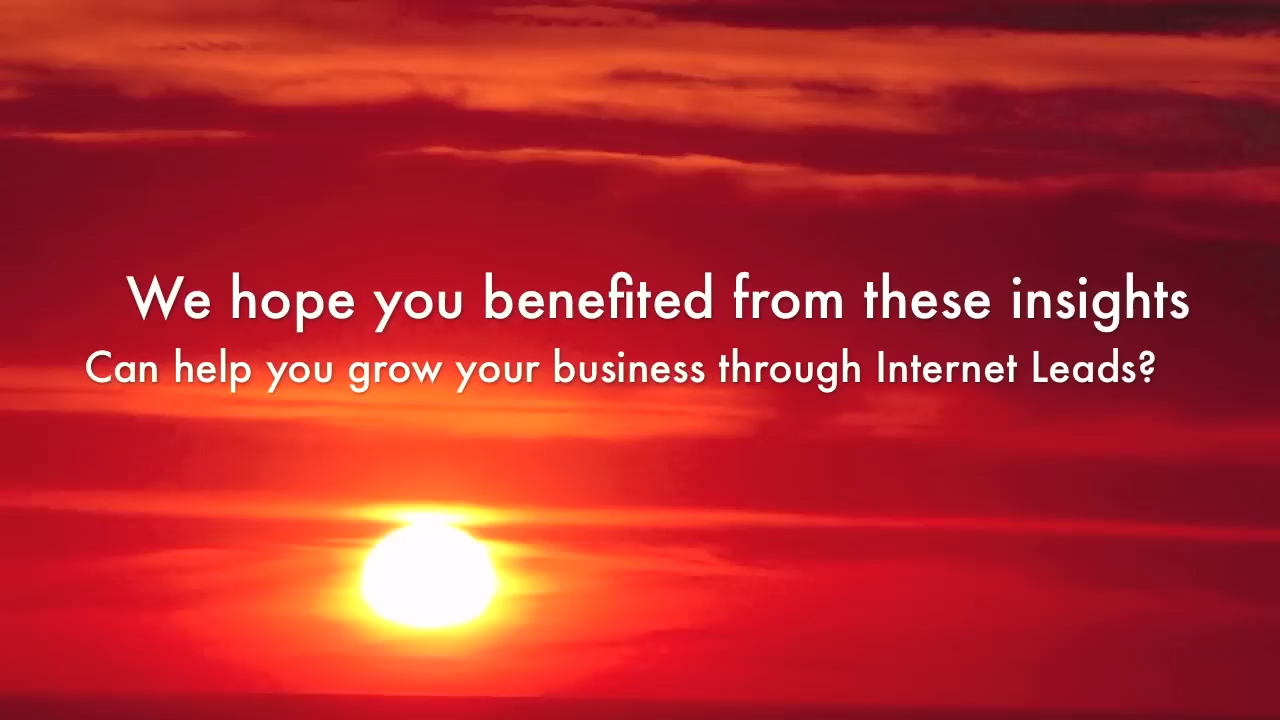 We hope you benefited from these insights
Can help you grow your business through Internet Leads?